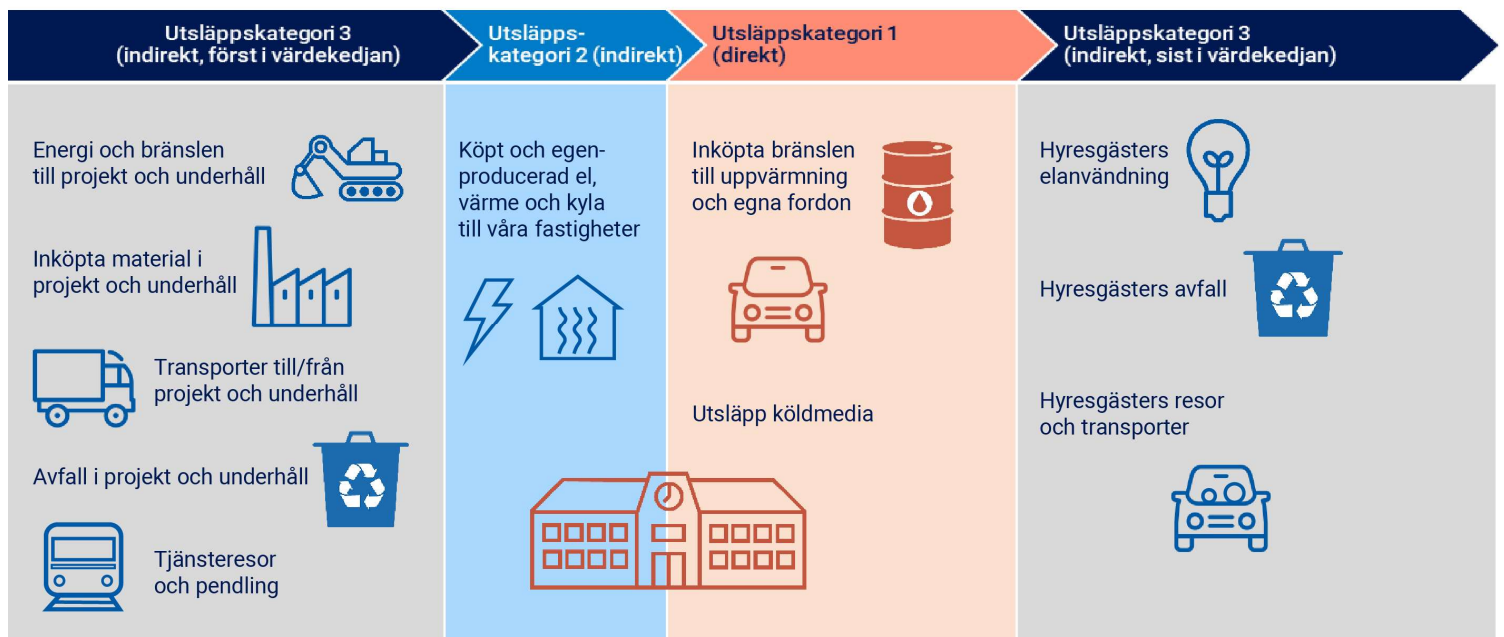 Utsläppskategori 3
(indirekt, först i värdekedjan)
Utsläpps-
kategori 2 (indirekt)
Utsläppskategori 1
(direkt)
Utsläppskategori 3
(indirekt, sist i värdekedjan)
Energi och bränslen
till projekt och underhåll
Inköpta material i
projekt och underhåll
Transporter till/från
projekt och underhåll
Avfall i projekt och underhåll
Tjänsteresor
och pendling
Köpt och egen-
producerad el,
värme och kyla
till våra fastigheter
Inköpta bränslen
till uppvärmning
och egna fordon
Utsläpp köldmedia
Hyresgästers
elanvändning
Hyresgästers avfall
Hyresgästers resor
och transporter